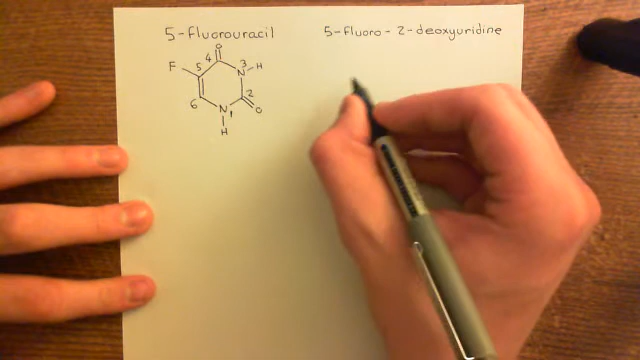 5-fluorouracil
5-fluoro-2-deoxyuridine
O
4
F 5 3
N H
6 2
N 1 O
H